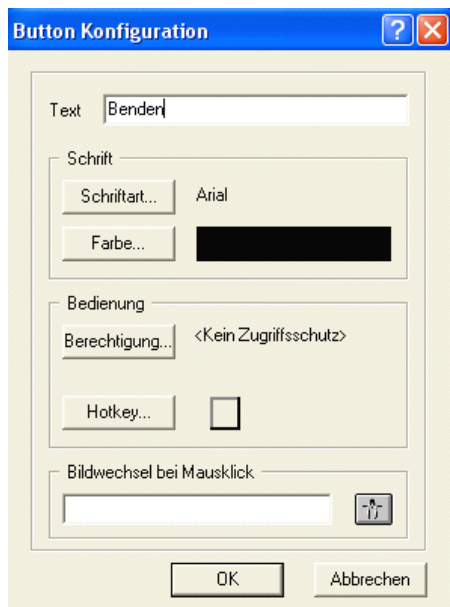 Button Konfiguration
Text Benden
Schrift
Schriftart... Arial
Farbe...
Bedienung
Berechtigung... <Kein Zugriffsschutz>
Hotkey...
Bildwechsel bei Mausklick
OK Abbrechen